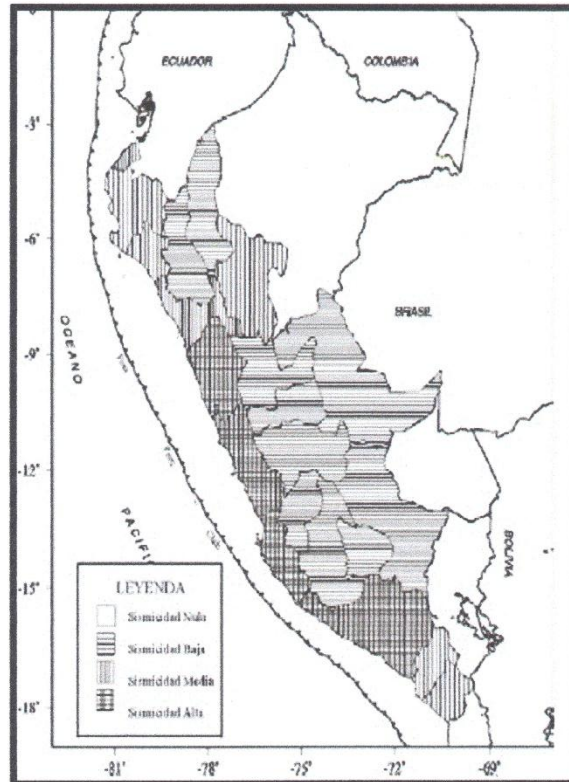 ECUADOR
COLOMBIA
-3°
-6°
BRASIL
OCEANO
-9°
-12°
PACIFI
BOLIVIA
LEYENDA
Sismicidad Nula
Sismicidad Baja
Sismicidad Media
Sismicidad Alta
-15°
-18°
-81°
-78°
-75°
-72°
-69°